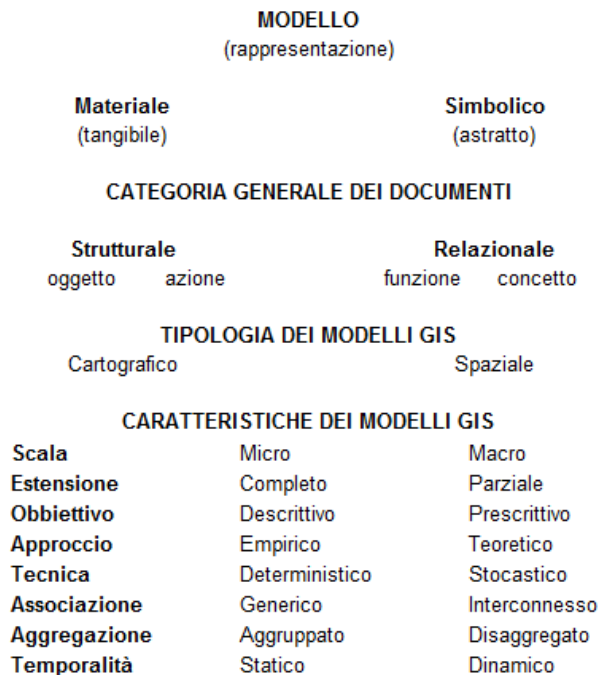 MODELLO
(rappresentazione)
Materiale Simbolico
(tangibile) (astratto)
CATEGORIA GENERALE DEI DOCUMENTI
Strutturale Relazionale
oggetto azione funzione concetto
TIPOLOGIA DEI MODELLI GIS
Cartografico Spaziale
CARATTERISTICHE DEI MODELLI GIS
Scala Micro Macro
Estensione Completo Parziale
Obbiettivo Descrittivo Prescrittivo
Approccio Empirico Teoretico
Tecnica Deterministico Stocastico
Associazione Generico Interconnesso
Aggregazione Aggruppato Disaggregato
Temporalità Statico Dinamico